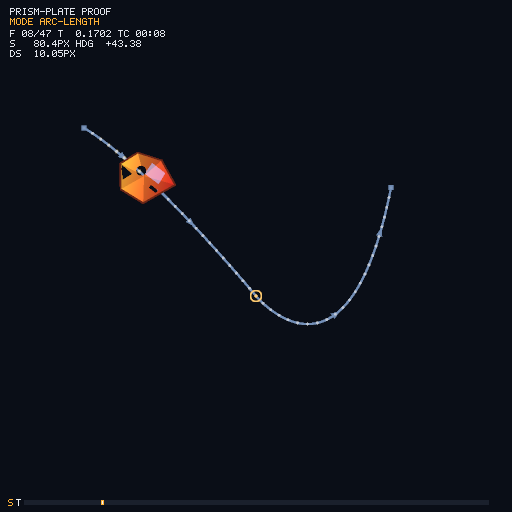 PRISM-PLATE PROOF
MODE ARC-LENGTH
F 08/47 T  0.1702 TC 00:08
S   80.4PX HDG  +43.38
DS  10.05PX
ST